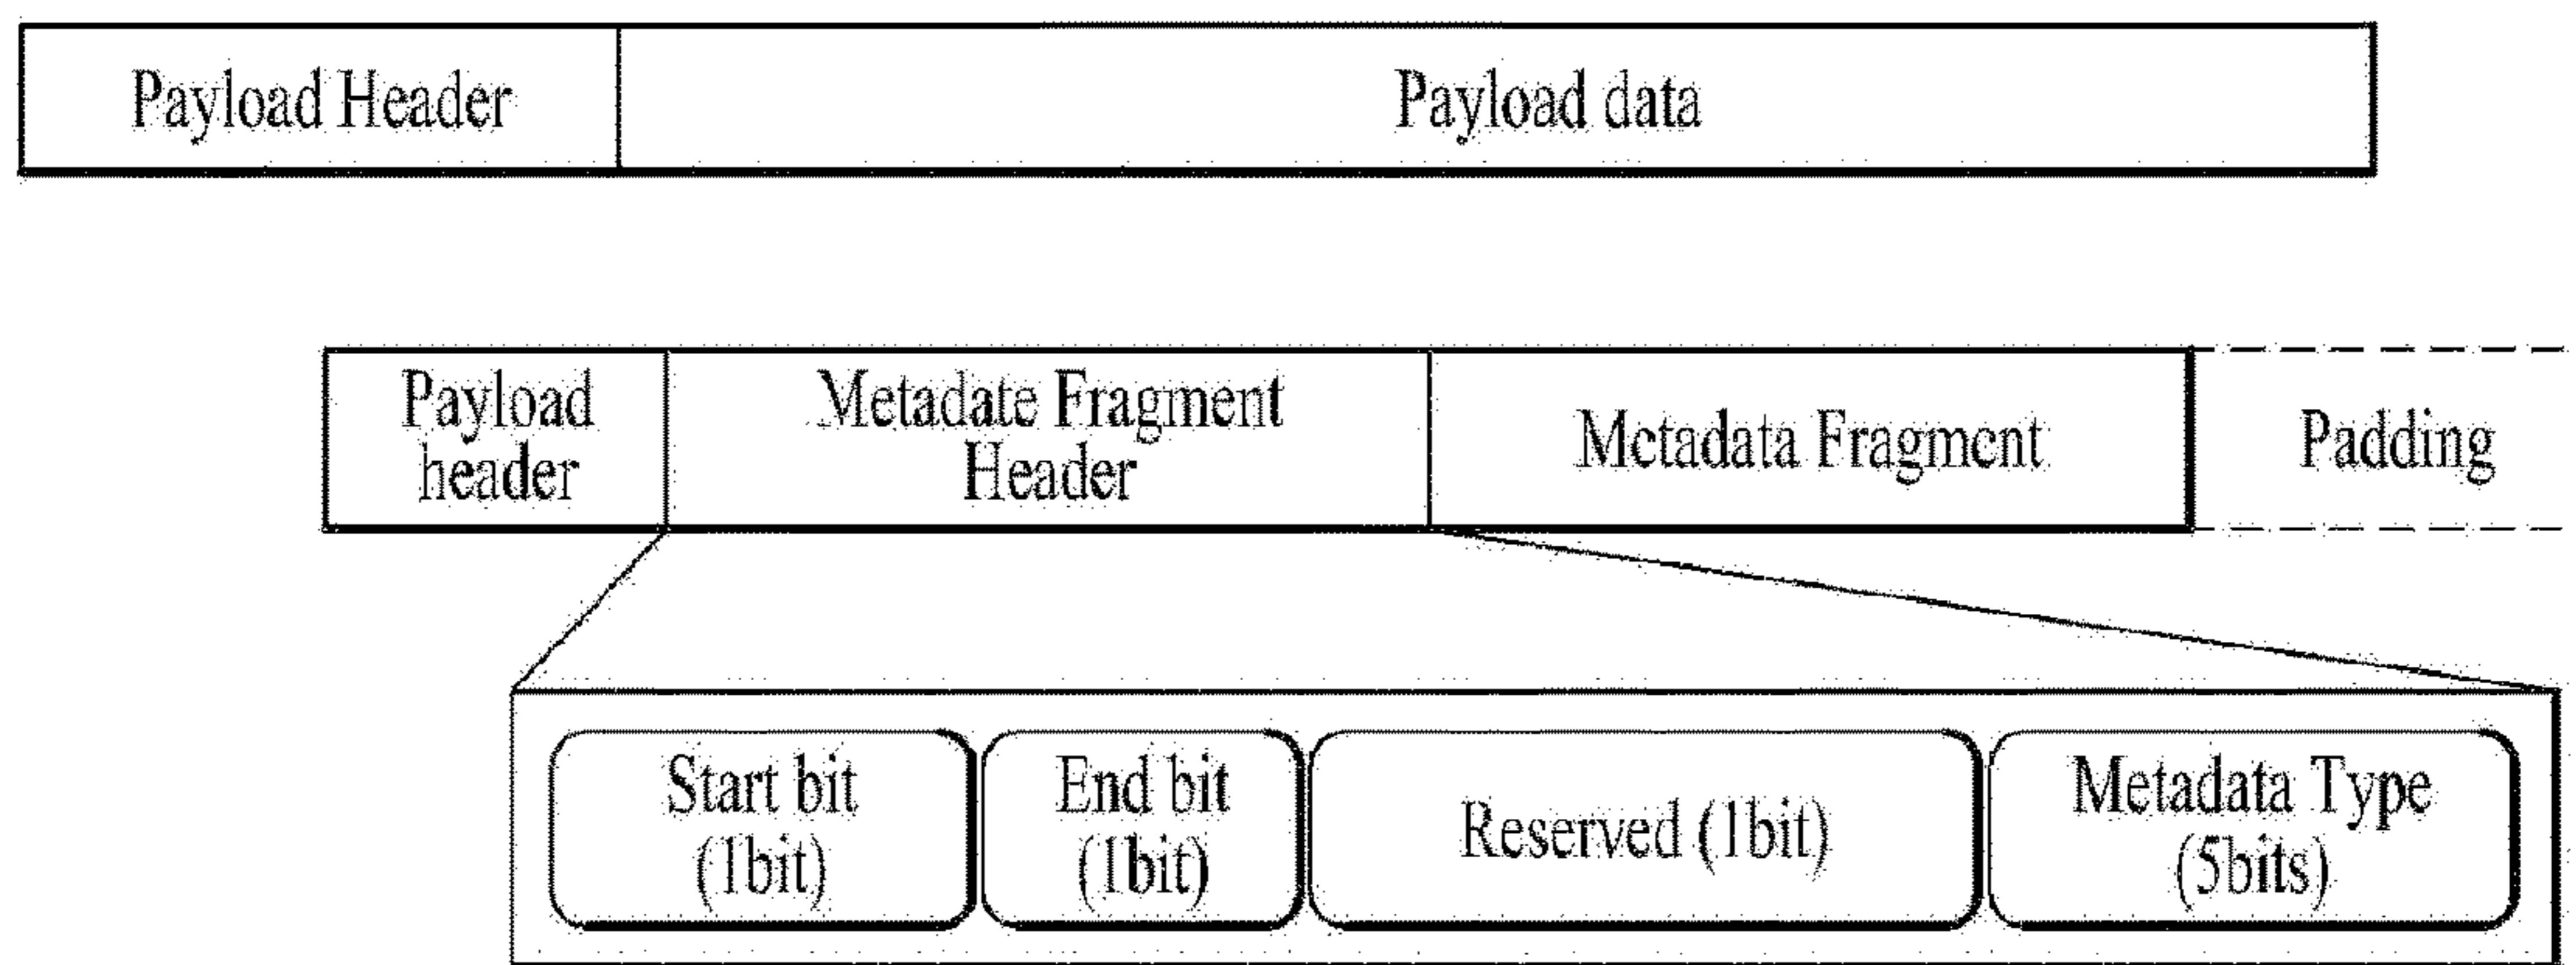 Payload Header
Payload data
Payload
header
Metadate Fragment
Header
Metadata Fragment
Padding
Start bit
(1bit)
End bit
(1bit)
Reserved (1bit)
Metadata Type
(5bits)